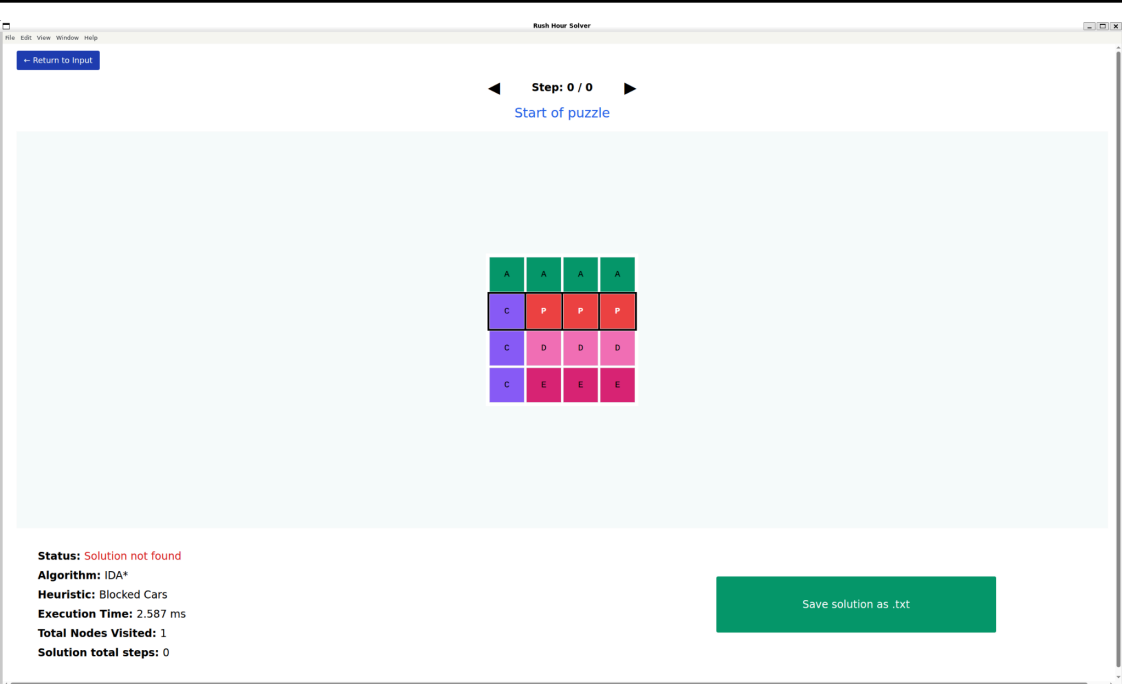 Rush Hour Solver
File Edit View Window Help
← Return to Input
◀ Step: 0 / 0 ▶
Start of puzzle
A A A A
C P P P
C D D D
C E E E
Status: Solution not found
Algorithm: IDA*
Heuristic: Blocked Cars
Execution Time: 2.587 ms
Total Nodes Visited: 1
Solution total steps: 0
Save solution as .txt